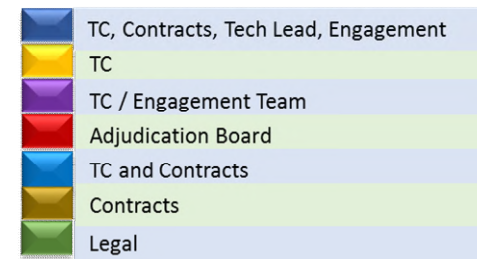 TC, Contracts, Tech Lead, Engagement
TC
TC / Engagement Team
Adjudication Board
TC and Contracts
Contracts
Legal